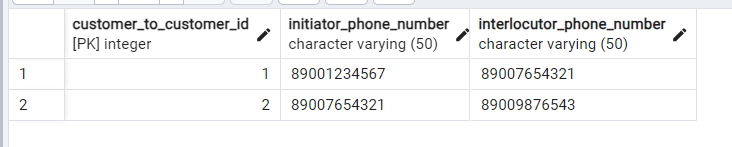 customer_to_customer_id initiator_phone_number interlocutor_phone_number
[PK] integer character varying (50) character varying (50)
1 1 89001234567 89007654321
2 2 89007654321 89009876543